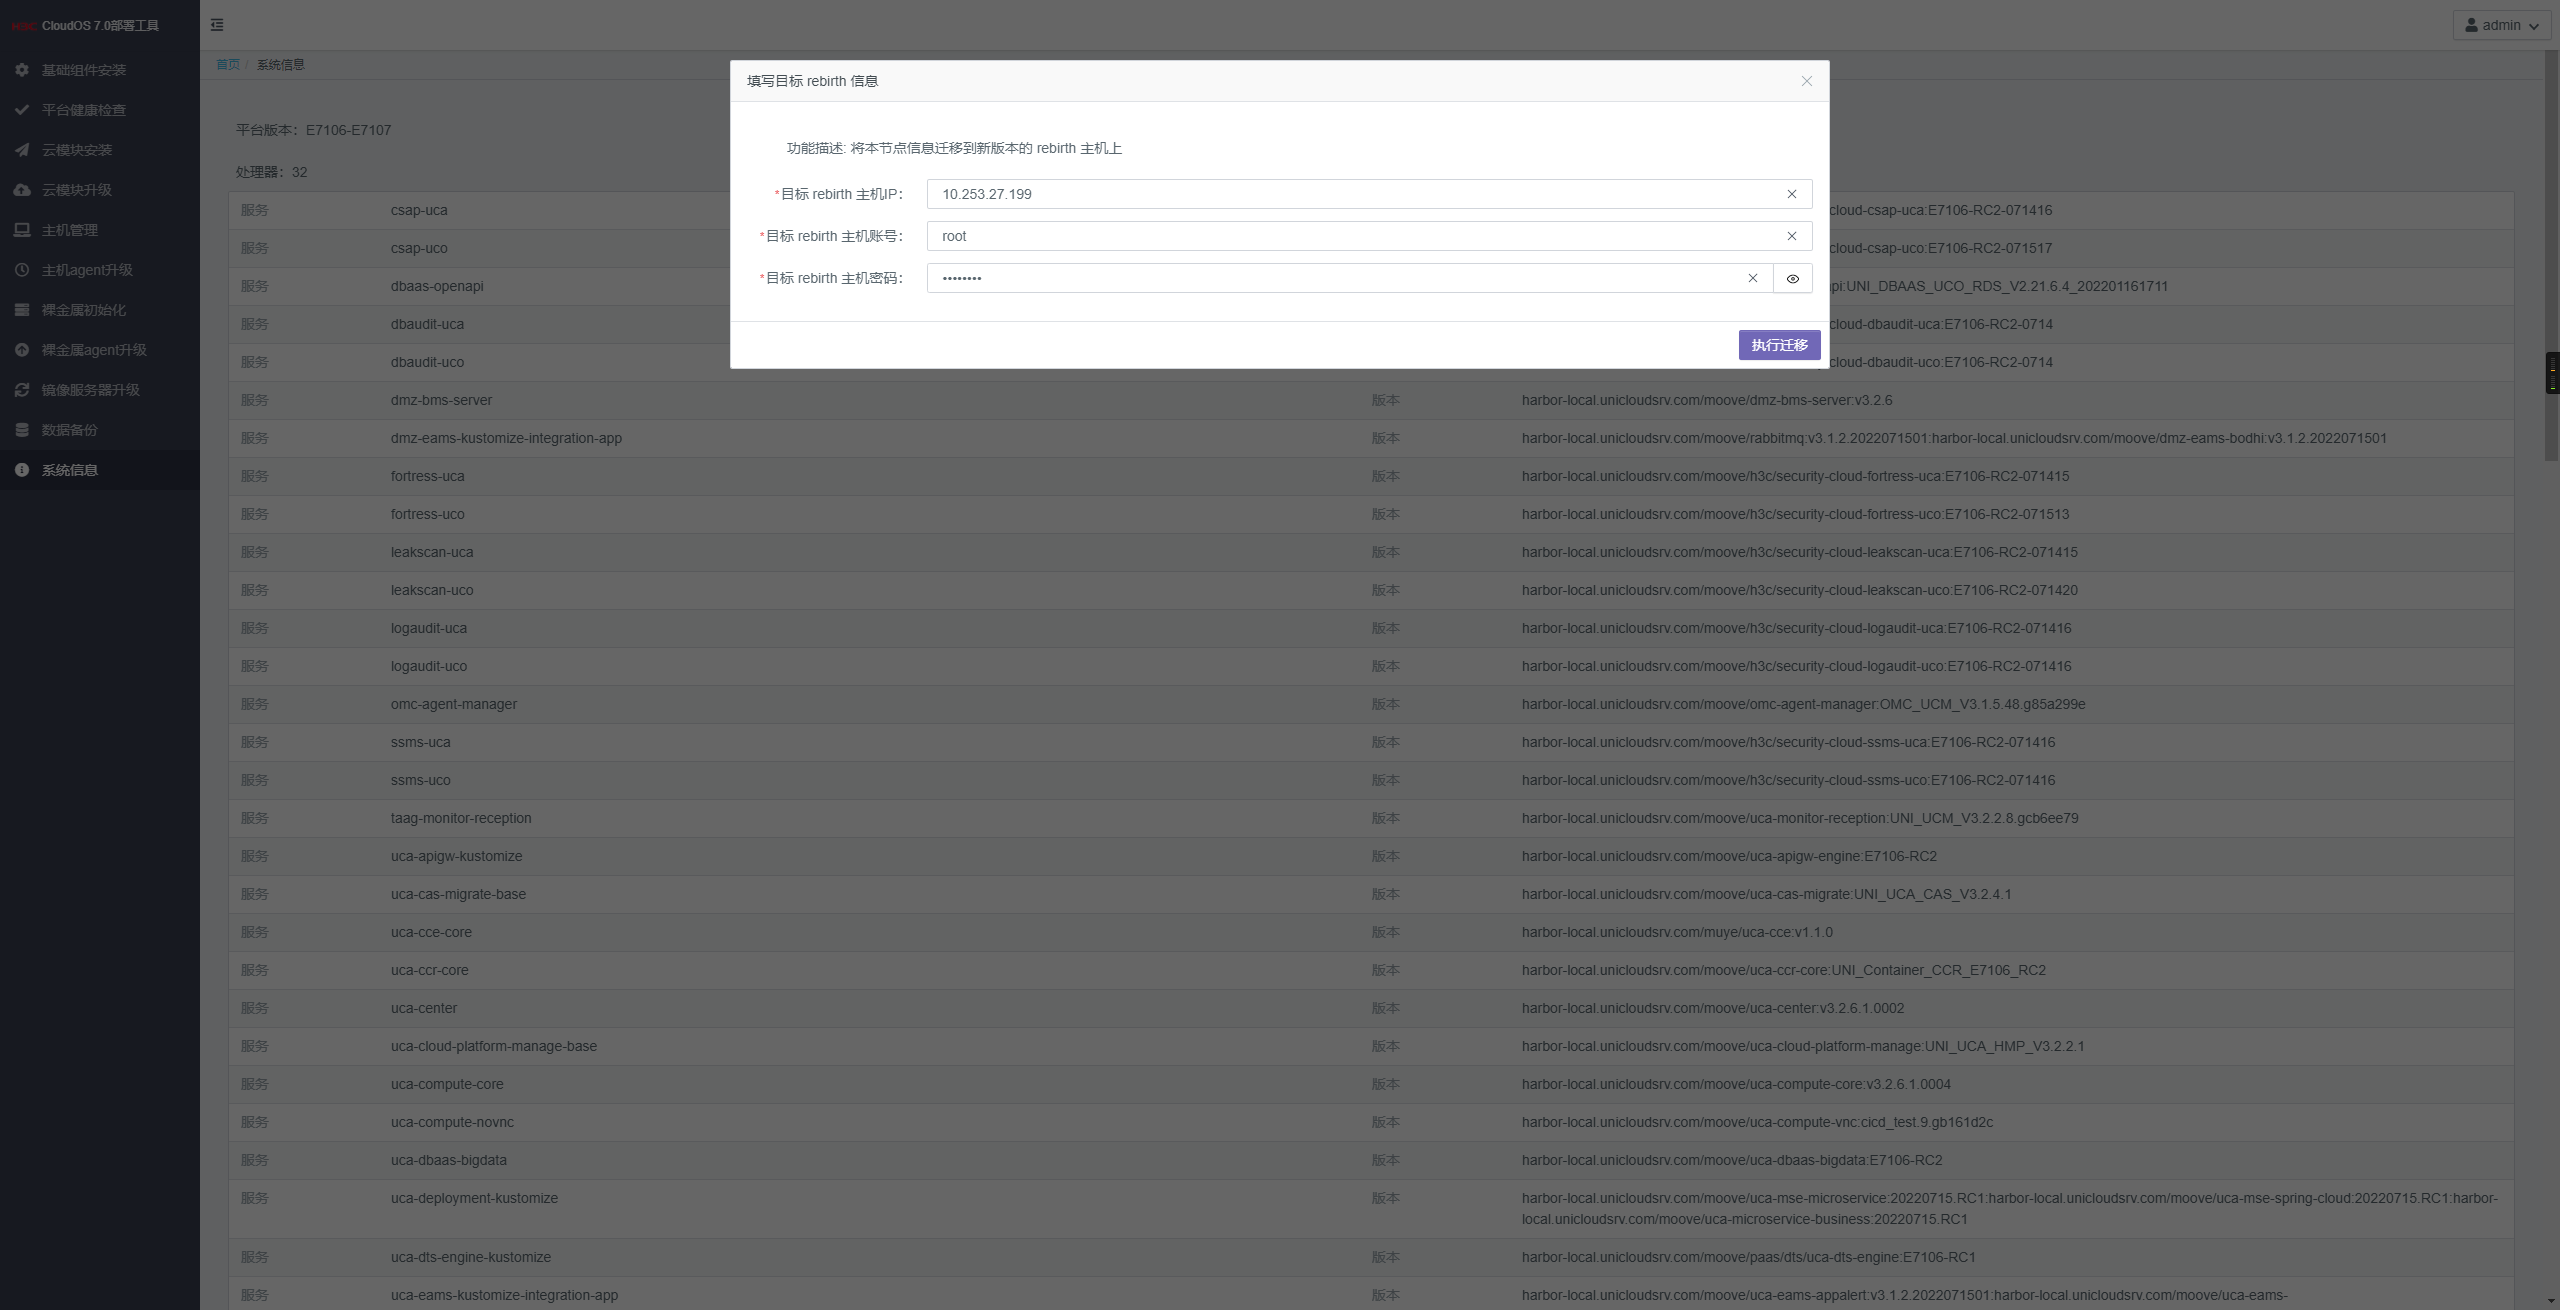 CloudOS 7.0部署工具
admin
基础组件安装
平台健康检查
云模块安装
云模块升级
主机管理
主机agent升级
裸金属初始化
裸金属agent升级
镜像服务器升级
数据备份
系统信息
首页 / 系统信息
填写目标 rebirth 信息
功能描述: 将本节点信息迁移到新版本的 rebirth 主机上
*目标 rebirth 主机IP: 10.253.27.199
*目标 rebirth 主机账号: root
*目标 rebirth 主机密码: ••••••••
执行迁移
平台版本: E7106-E7107
处理器: 32
服务 csap-uca cloud-csap-uca:E7106-RC2-071416
服务 csap-uco cloud-csap-uco:E7106-RC2-071517
服务 dbaas-openapi pi:UNI_DBAAS_UCO_RDS_V2.21.6.4_202201161711
服务 dbaudit-uca cloud-dbaudit-uca:E7106-RC2-0714
服务 dbaudit-uco cloud-dbaudit-uco:E7106-RC2-0714
服务 dmz-bms-server 版本 harbor-local.unicloudsrv.com/moove/dmz-bms-server:v3.2.6
服务 dmz-eams-kustomize-integration-app 版本 harbor-local.unicloudsrv.com/moove/rabbitmq:v3.1.2.2022071501:harbor-local.unicloudsrv.com/moove/dmz-eams-bodhi:v3.1.2.2022071501
服务 fortress-uca 版本 harbor-local.unicloudsrv.com/moove/h3c/security-cloud-fortress-uca:E7106-RC2-071415
服务 fortress-uco 版本 harbor-local.unicloudsrv.com/moove/h3c/security-cloud-fortress-uco:E7106-RC2-071513
服务 leakscan-uca 版本 harbor-local.unicloudsrv.com/moove/h3c/security-cloud-leakscan-uca:E7106-RC2-071415
服务 leakscan-uco 版本 harbor-local.unicloudsrv.com/moove/h3c/security-cloud-leakscan-uco:E7106-RC2-071420
服务 logaudit-uca 版本 harbor-local.unicloudsrv.com/moove/h3c/security-cloud-logaudit-uca:E7106-RC2-071416
服务 logaudit-uco 版本 harbor-local.unicloudsrv.com/moove/h3c/security-cloud-logaudit-uco:E7106-RC2-071416
服务 omc-agent-manager 版本 harbor-local.unicloudsrv.com/moove/omc-agent-manager:OMC_UCM_V3.1.5.48.g85a299e
服务 ssms-uca 版本 harbor-local.unicloudsrv.com/moove/h3c/security-cloud-ssms-uca:E7106-RC2-071416
服务 ssms-uco 版本 harbor-local.unicloudsrv.com/moove/h3c/security-cloud-ssms-uco:E7106-RC2-071416
服务 taag-monitor-reception 版本 harbor-local.unicloudsrv.com/moove/uca-monitor-reception:UNI_UCM_V3.2.2.8.gcb6ee79
服务 uca-apigw-kustomize 版本 harbor-local.unicloudsrv.com/moove/uca-apigw-engine:E7106-RC2
服务 uca-cas-migrate-base 版本 harbor-local.unicloudsrv.com/moove/uca-cas-migrate:UNI_UCA_CAS_V3.2.4.1
服务 uca-cce-core 版本 harbor-local.unicloudsrv.com/muye/uca-cce:v1.1.0
服务 uca-ccr-core 版本 harbor-local.unicloudsrv.com/moove/uca-ccr-core:UNI_Container_CCR_E7106_RC2
服务 uca-center 版本 harbor-local.unicloudsrv.com/moove/uca-center:v3.2.6.1.0002
服务 uca-cloud-platform-manage-base 版本 harbor-local.unicloudsrv.com/moove/uca-cloud-platform-manage:UNI_UCA_HMP_V3.2.2.1
服务 uca-compute-core 版本 harbor-local.unicloudsrv.com/moove/uca-compute-core:v3.2.6.1.0004
服务 uca-compute-novnc 版本 harbor-local.unicloudsrv.com/moove/uca-compute-vnc:cicd_test.9.gb161d2c
服务 uca-dbaas-bigdata 版本 harbor-local.unicloudsrv.com/moove/uca-dbaas-bigdata:E7106-RC2
服务 uca-deployment-kustomize 版本 harbor-local.unicloudsrv.com/moove/uca-mse-microservice:20220715.RC1:harbor-local.unicloudsrv.com/moove/uca-mse-spring-cloud:20220715.RC1:harbor-
local.unicloudsrv.com/moove/uca-microservice-business:20220715.RC1
服务 uca-dts-engine-kustomize 版本 harbor-local.unicloudsrv.com/moove/paas/dts/uca-dts-engine:E7106-RC1
服务 uca-eams-kustomize-integration-app 版本 harbor-local.unicloudsrv.com/moove/uca-eams-appalert:v3.1.2.2022071501:harbor-local.unicloudsrv.com/moove/uca-eams-